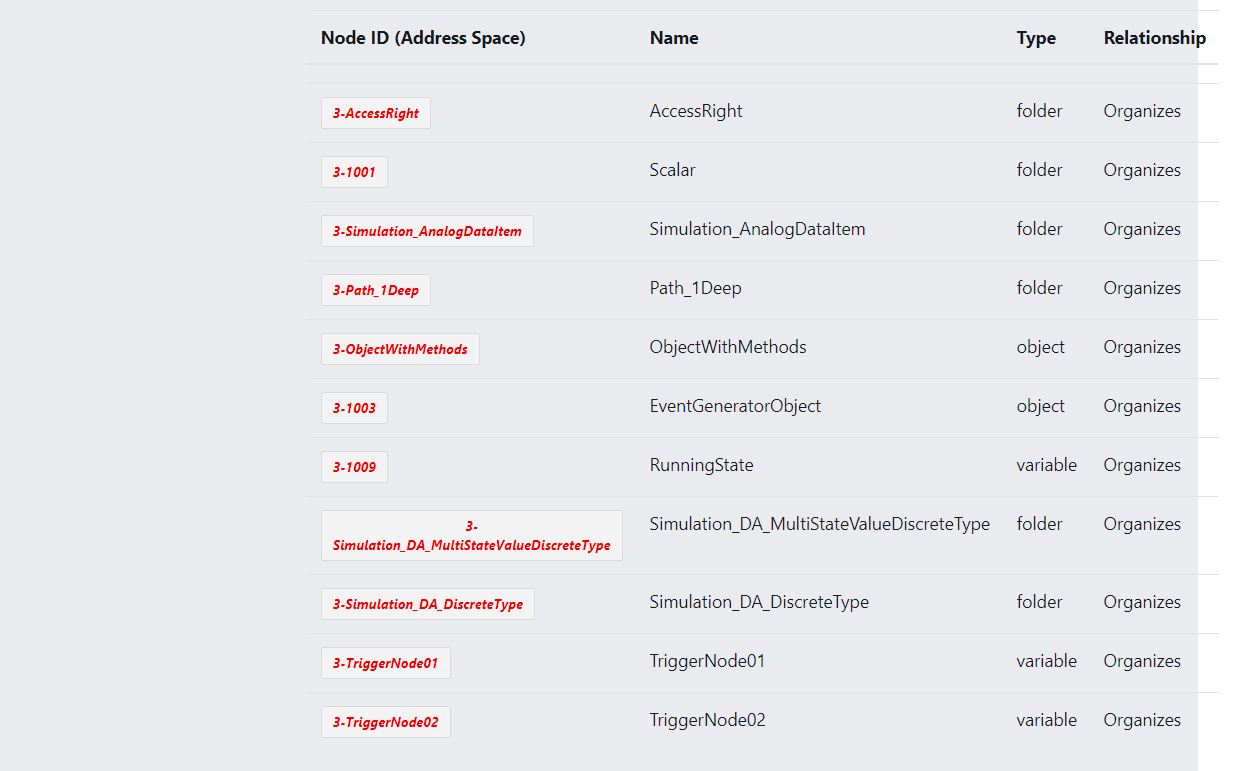 Node ID (Address Space) Name Type Relationship
3-AccessRight AccessRight folder Organizes
3-1001 Scalar folder Organizes
3-Simulation_AnalogDataItem Simulation_AnalogDataItem folder Organizes
3-Path_1Deep Path_1Deep folder Organizes
3-ObjectWithMethods ObjectWithMethods object Organizes
3-1003 EventGeneratorObject object Organizes
3-1009 RunningState variable Organizes
3-
Simulation_DA_MultiStateValueDiscreteType Simulation_DA_MultiStateValueDiscreteType folder Organizes
3-Simulation_DA_DiscreteType Simulation_DA_DiscreteType folder Organizes
3-TriggerNode01 TriggerNode01 variable Organizes
3-TriggerNode02 TriggerNode02 variable Organizes